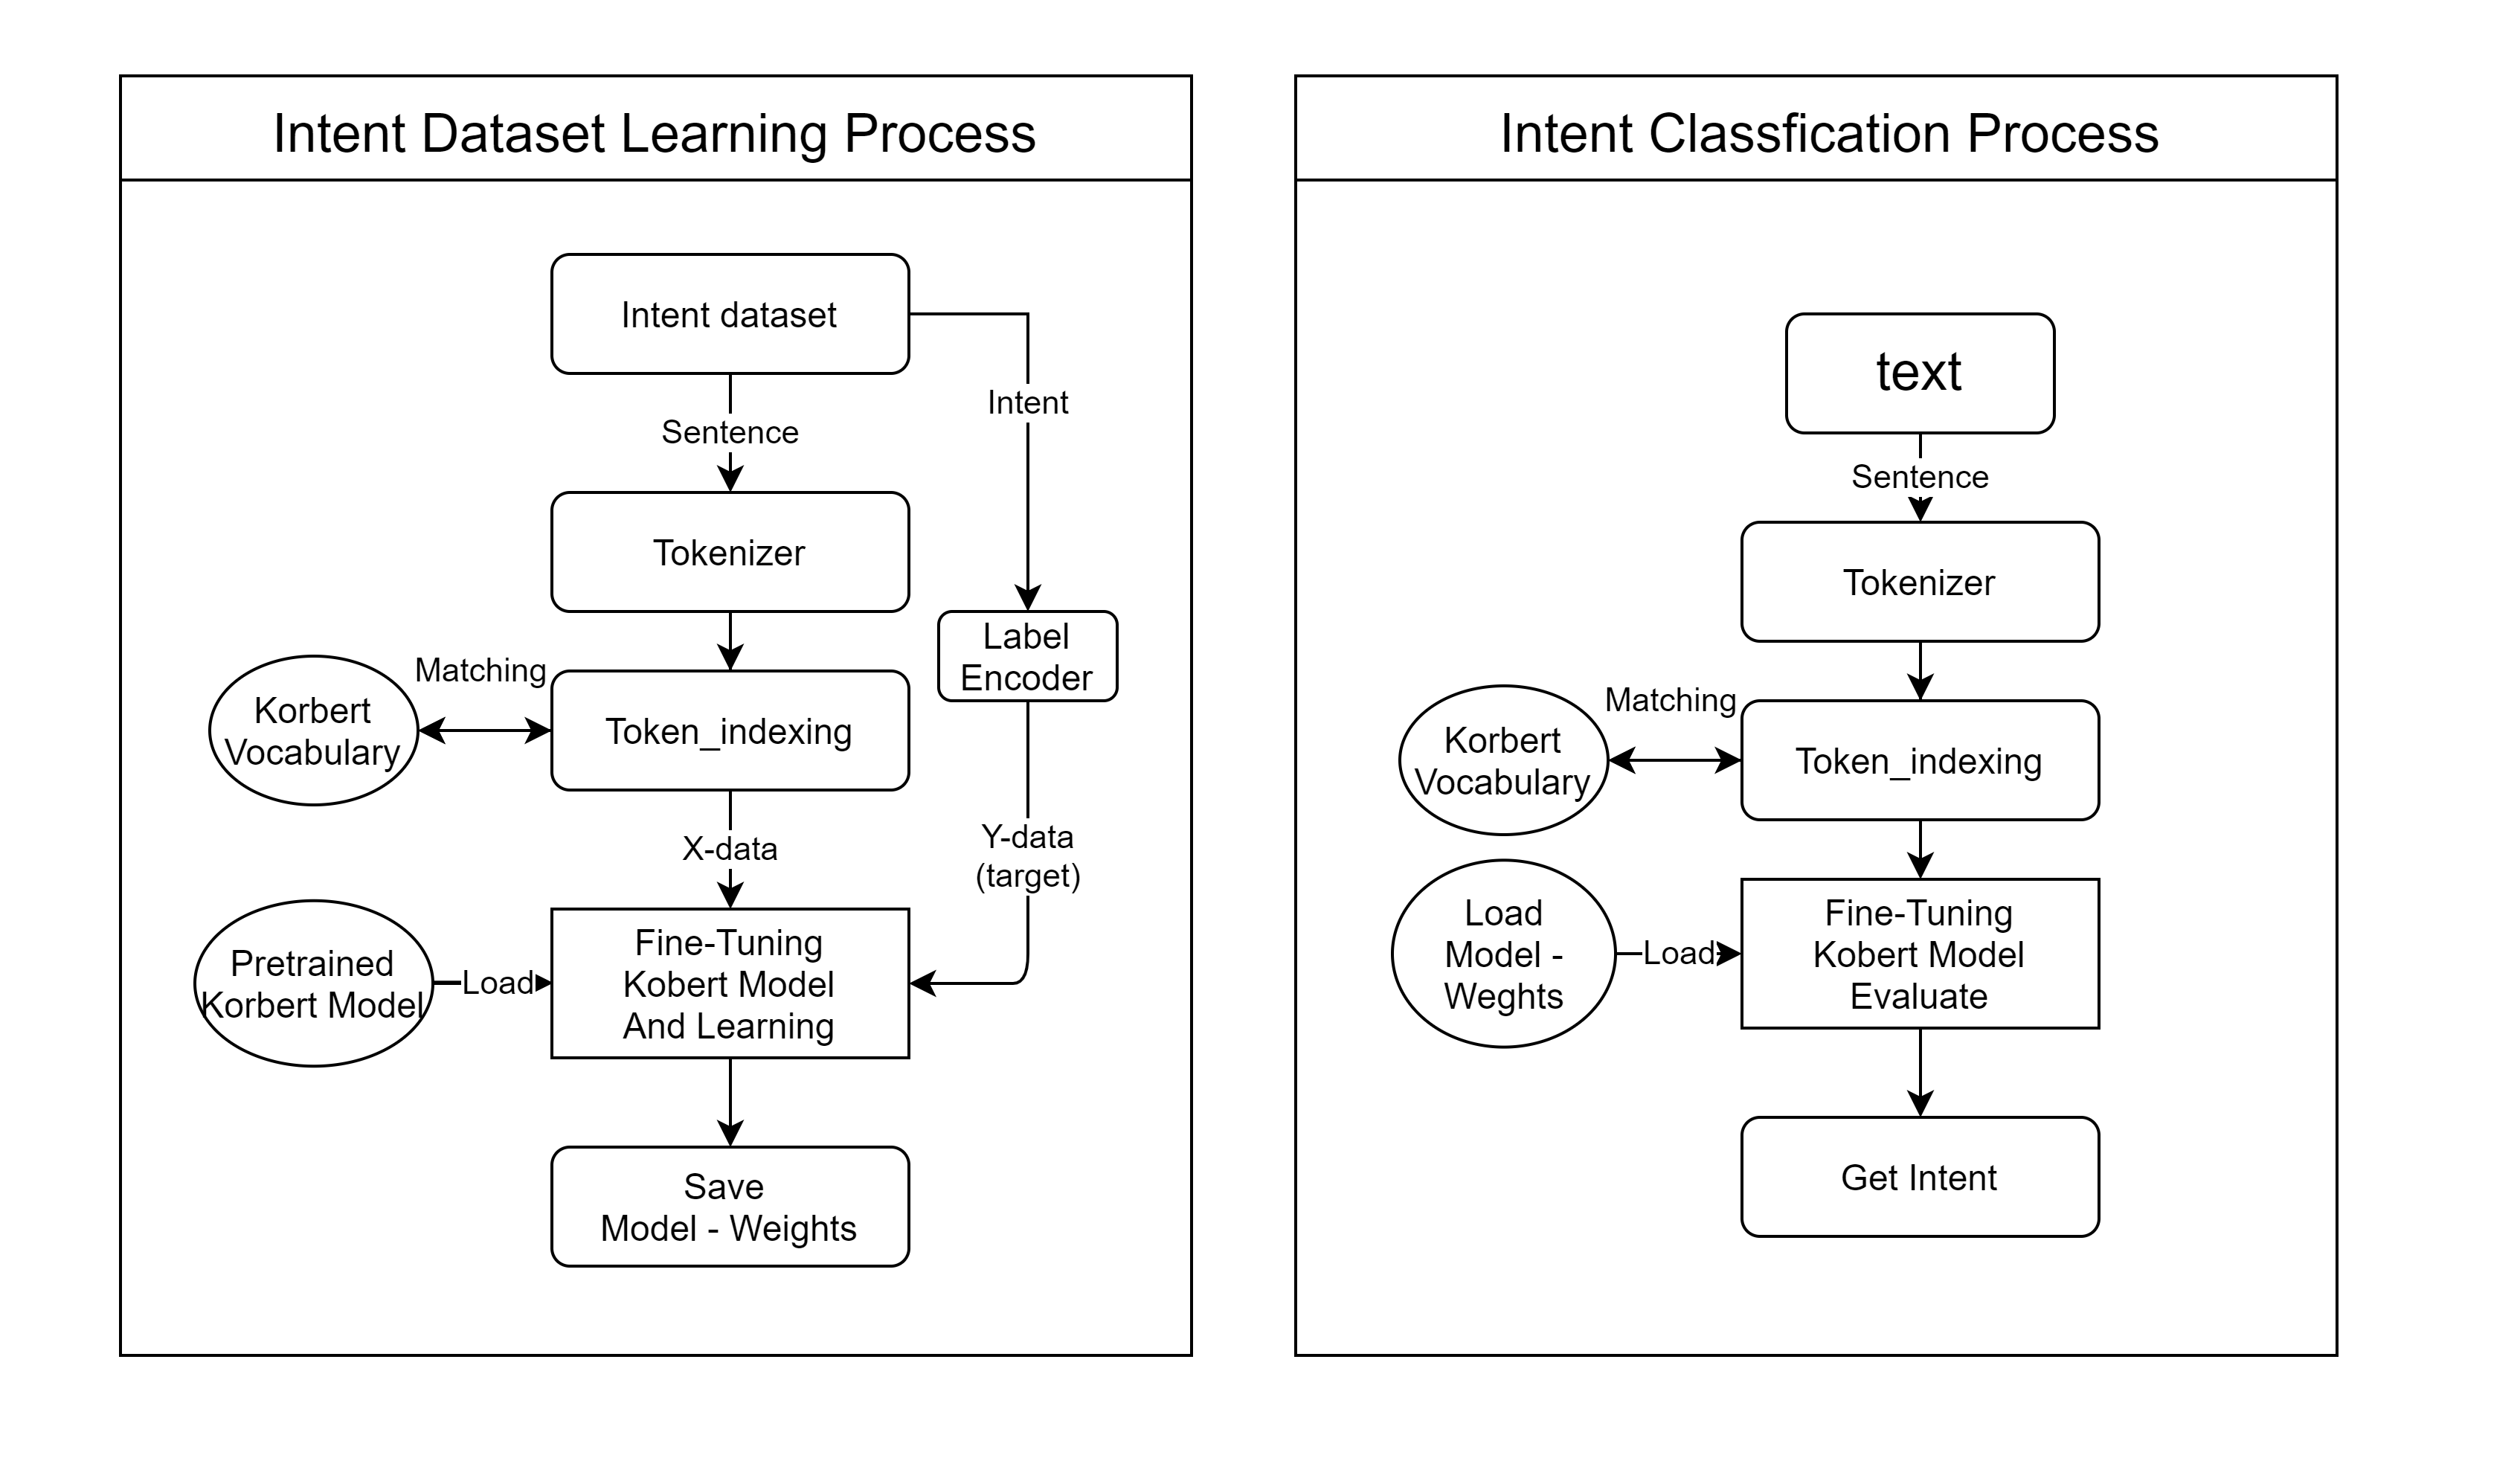 Intent Dataset Learning Process
Intent dataset
Intent
Sentence
Tokenizer
Label
Encoder
Matching
Korbert
Vocabulary
Token_indexing
X-data
Y-data
(target)
Pretrained
Korbert Model
Load
Fine-Tuning
Kobert Model
And Learning
Save
Model - Weights
Intent Classfication Process
text
Sentence
Tokenizer
Matching
Korbert
Vocabulary
Token_indexing
Load
Model -
Weghts
Load
Fine-Tuning
Kobert Model
Evaluate
Get Intent